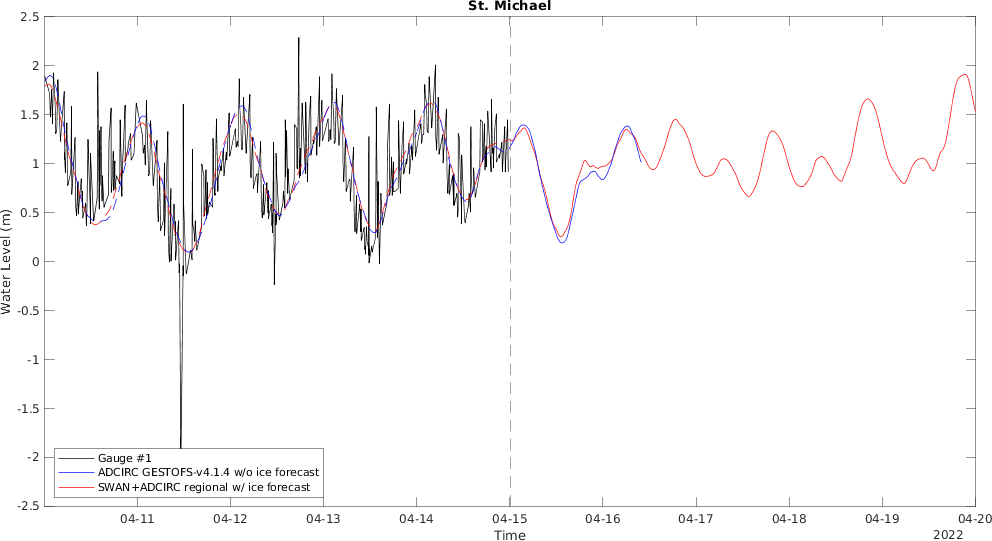 St. Michael
2.5
2
1.5
1
0.5
0
-0.5
-1
-1.5
-2
-2.5
Water Level (m)
Gauge #1
ADCIRC GESTOFS-v4.1.4 w/o ice forecast
SWAN+ADCIRC regional w/ ice forecast
04-11 04-12 04-13 04-14 04-15 04-16 04-17 04-18 04-19 04-20
Time
2022